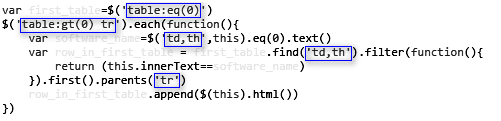 var first_table=$('table:eq(0)')
$('table:gt(0) tr').each(function(){
var software_name=$('td,th',this).eq(0).text()
var row_in_first_table = first_table.find('td,th').filter(function(){
return (this.innerText==software_name)
}).first().parents('tr')
row_in_first_table.append($(this).html())
})